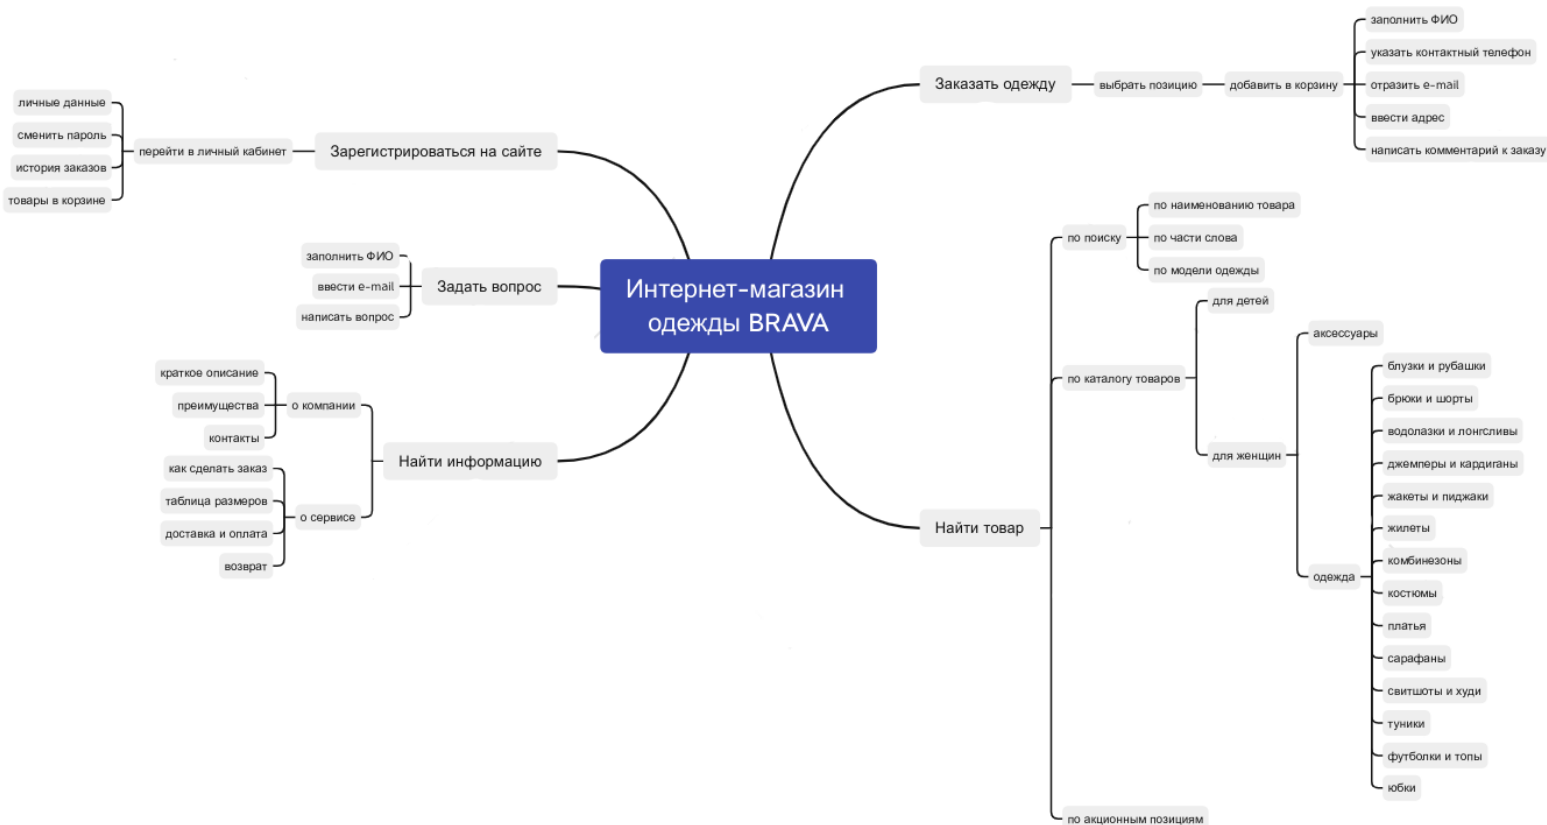 Интернет-магазин
одежды BRAVA
Заказать одежду
выбрать позицию
добавить в корзину
заполнить ФИО
указать контактный телефон
отразить e-mail
ввести адрес
написать комментарий к заказу
Зарегистрироваться на сайте
перейти в личный кабинет
личные данные
сменить пароль
история заказов
товары в корзине
Задать вопрос
заполнить ФИО
ввести e-mail
написать вопрос
Найти информацию
о компании
краткое описание
преимущества
контакты
о сервисе
как сделать заказ
таблица размеров
доставка и оплата
возврат
Найти товар
по поиску
по наименованию товара
по части слова
по модели одежды
по каталогу товаров
для детей
для женщин
аксессуары
одежда
блузки и рубашки
брюки и шорты
водолазки и лонгсливы
джемперы и кардиганы
жакеты и пиджаки
жилеты
комбинезоны
костюмы
платья
сарафаны
свитшоты и худи
туники
футболки и топы
юбки
по акционным позициям